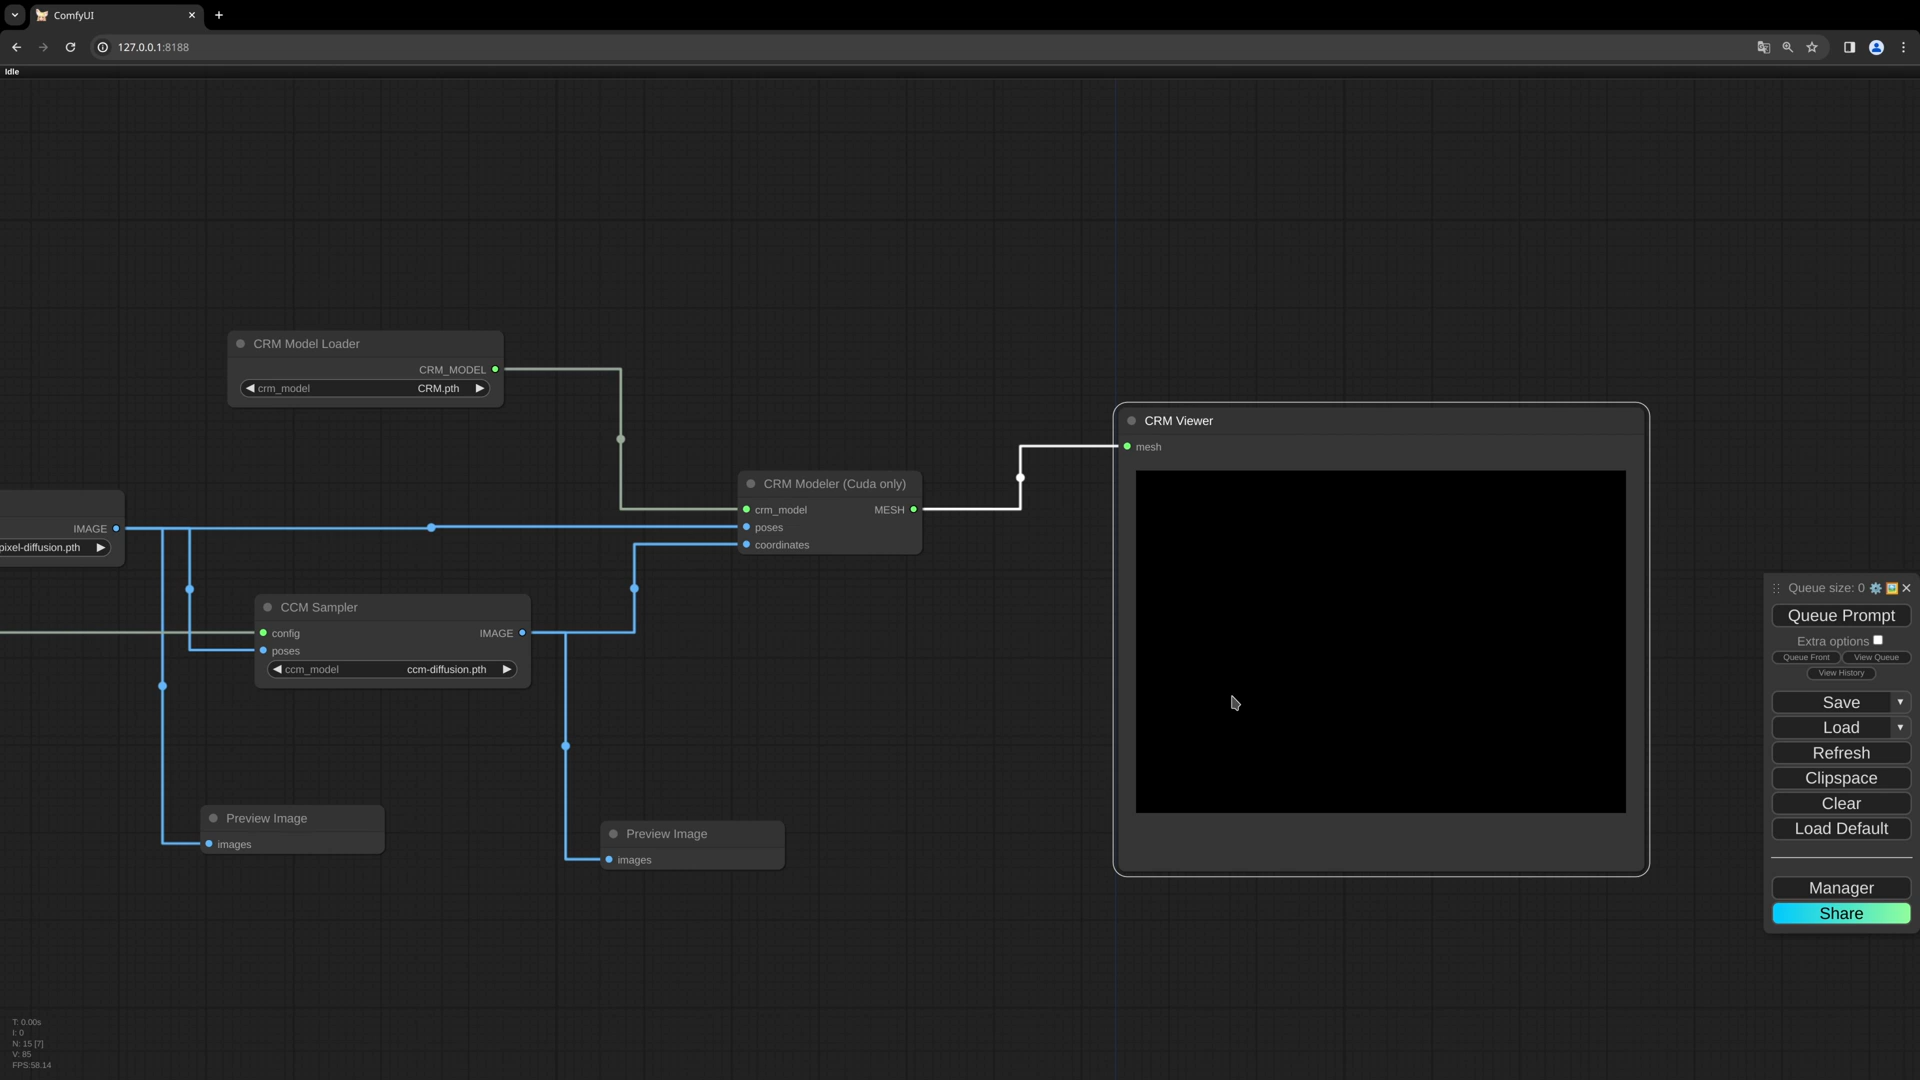 ComfyUI
127.0.0.1:8188
Idle
CRM Model Loader
CRM_MODEL
crm_model CRM.pth
CRM Viewer
mesh
CRM Modeler (Cuda only)
crm_model MESH
poses
coordinates
IMAGE
pixel-diffusion.pth
CCM Sampler
config IMAGE
poses
ccm_model ccm-diffusion.pth
Preview Image
images
Preview Image
images
Queue size: 0
Queue Prompt
Extra options
Queue Front View Queue
View History
Save
Load
Refresh
Clipspace
Clear
Load Default
Manager
Share
T: 0.00s
I: 0
N: 15 [7]
V: 85
FPS:58.14